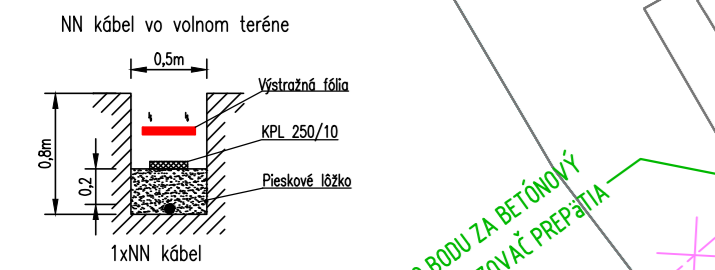 NN kábel vo volnom teréne
0,5m
Výstražná fólia
KPL 250/10
0,8m
0,2
Pieskové lôžko
1xNN kábel
BODU ZA BETÓNOVÝ
PREPäTIA